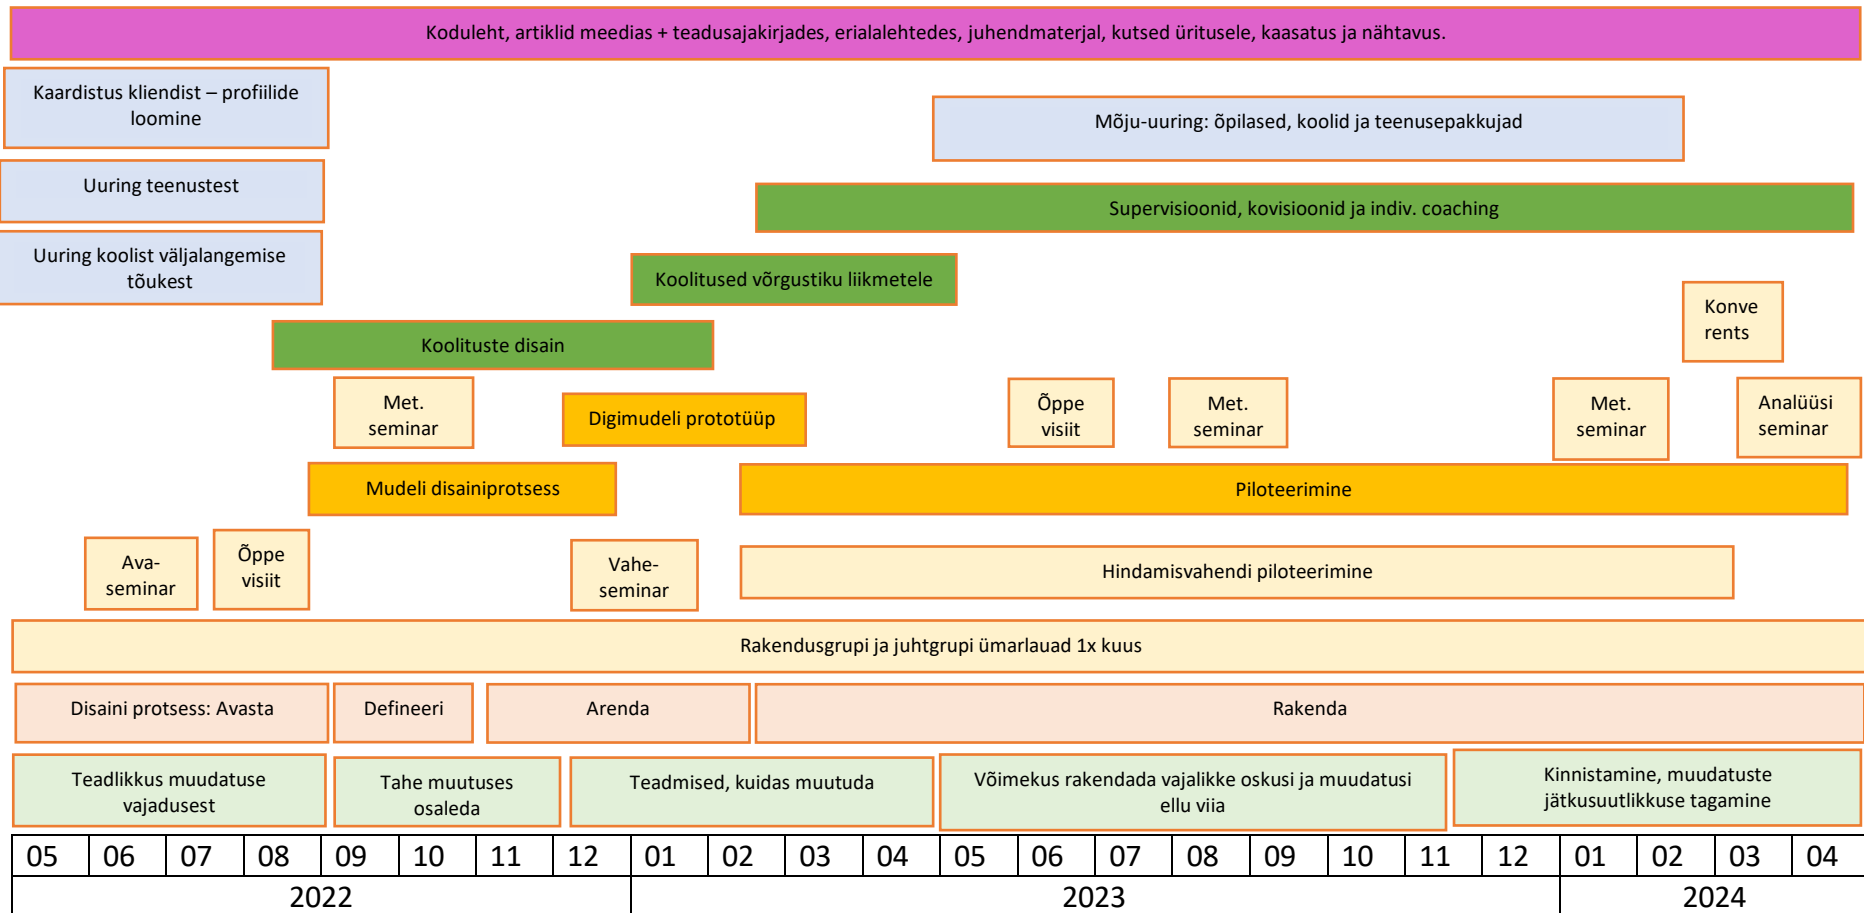 Koduleht, artiklid meedias + teadusajakirjades, erialalehtedes, juhendmaterjal, kutsed üritusele, kaasatus ja nähtavus.
Kaardistus kliendist – profiilide
loomine
Mõju-uuring: õpilased, koolid ja teenusepakkujad
Uuring teenustest
Supervisioonid, kovisioonid ja indiv. coaching
Uuring koolist väljalangemise
tõukest
Koolitused võrgustiku liikmetele
Konve
rents
Koolituste disain
Met.
seminar
Digimudeli prototüüp
Õppe
visiit
Met.
seminar
Met.
seminar
Analüüsi
seminar
Mudeli disainiprotsess
Piloteerimine
Ava-
seminar
Õppe
visiit
Vahe-
seminar
Hindamisvahendi piloteerimine
Rakendusgrupi ja juhtgrupi ümarlauad 1x kuus
Disaini protsess: Avasta
Defineeri
Arenda
Rakenda
Teadlikkus muudatuse
vajadusest
Tahe muutuses
osaleda
Teadmised, kuidas muutuda
Võimekus rakendada vajalikke oskusi ja muudatusi
ellu viia
Kinnistamine, muudatuste
jätkusuutlikkuse tagamine
05 06 07 08 09 10 11 12 01 02 03 04 05 06 07 08 09 10 11 12 01 02 03 04
2022 2023 2024